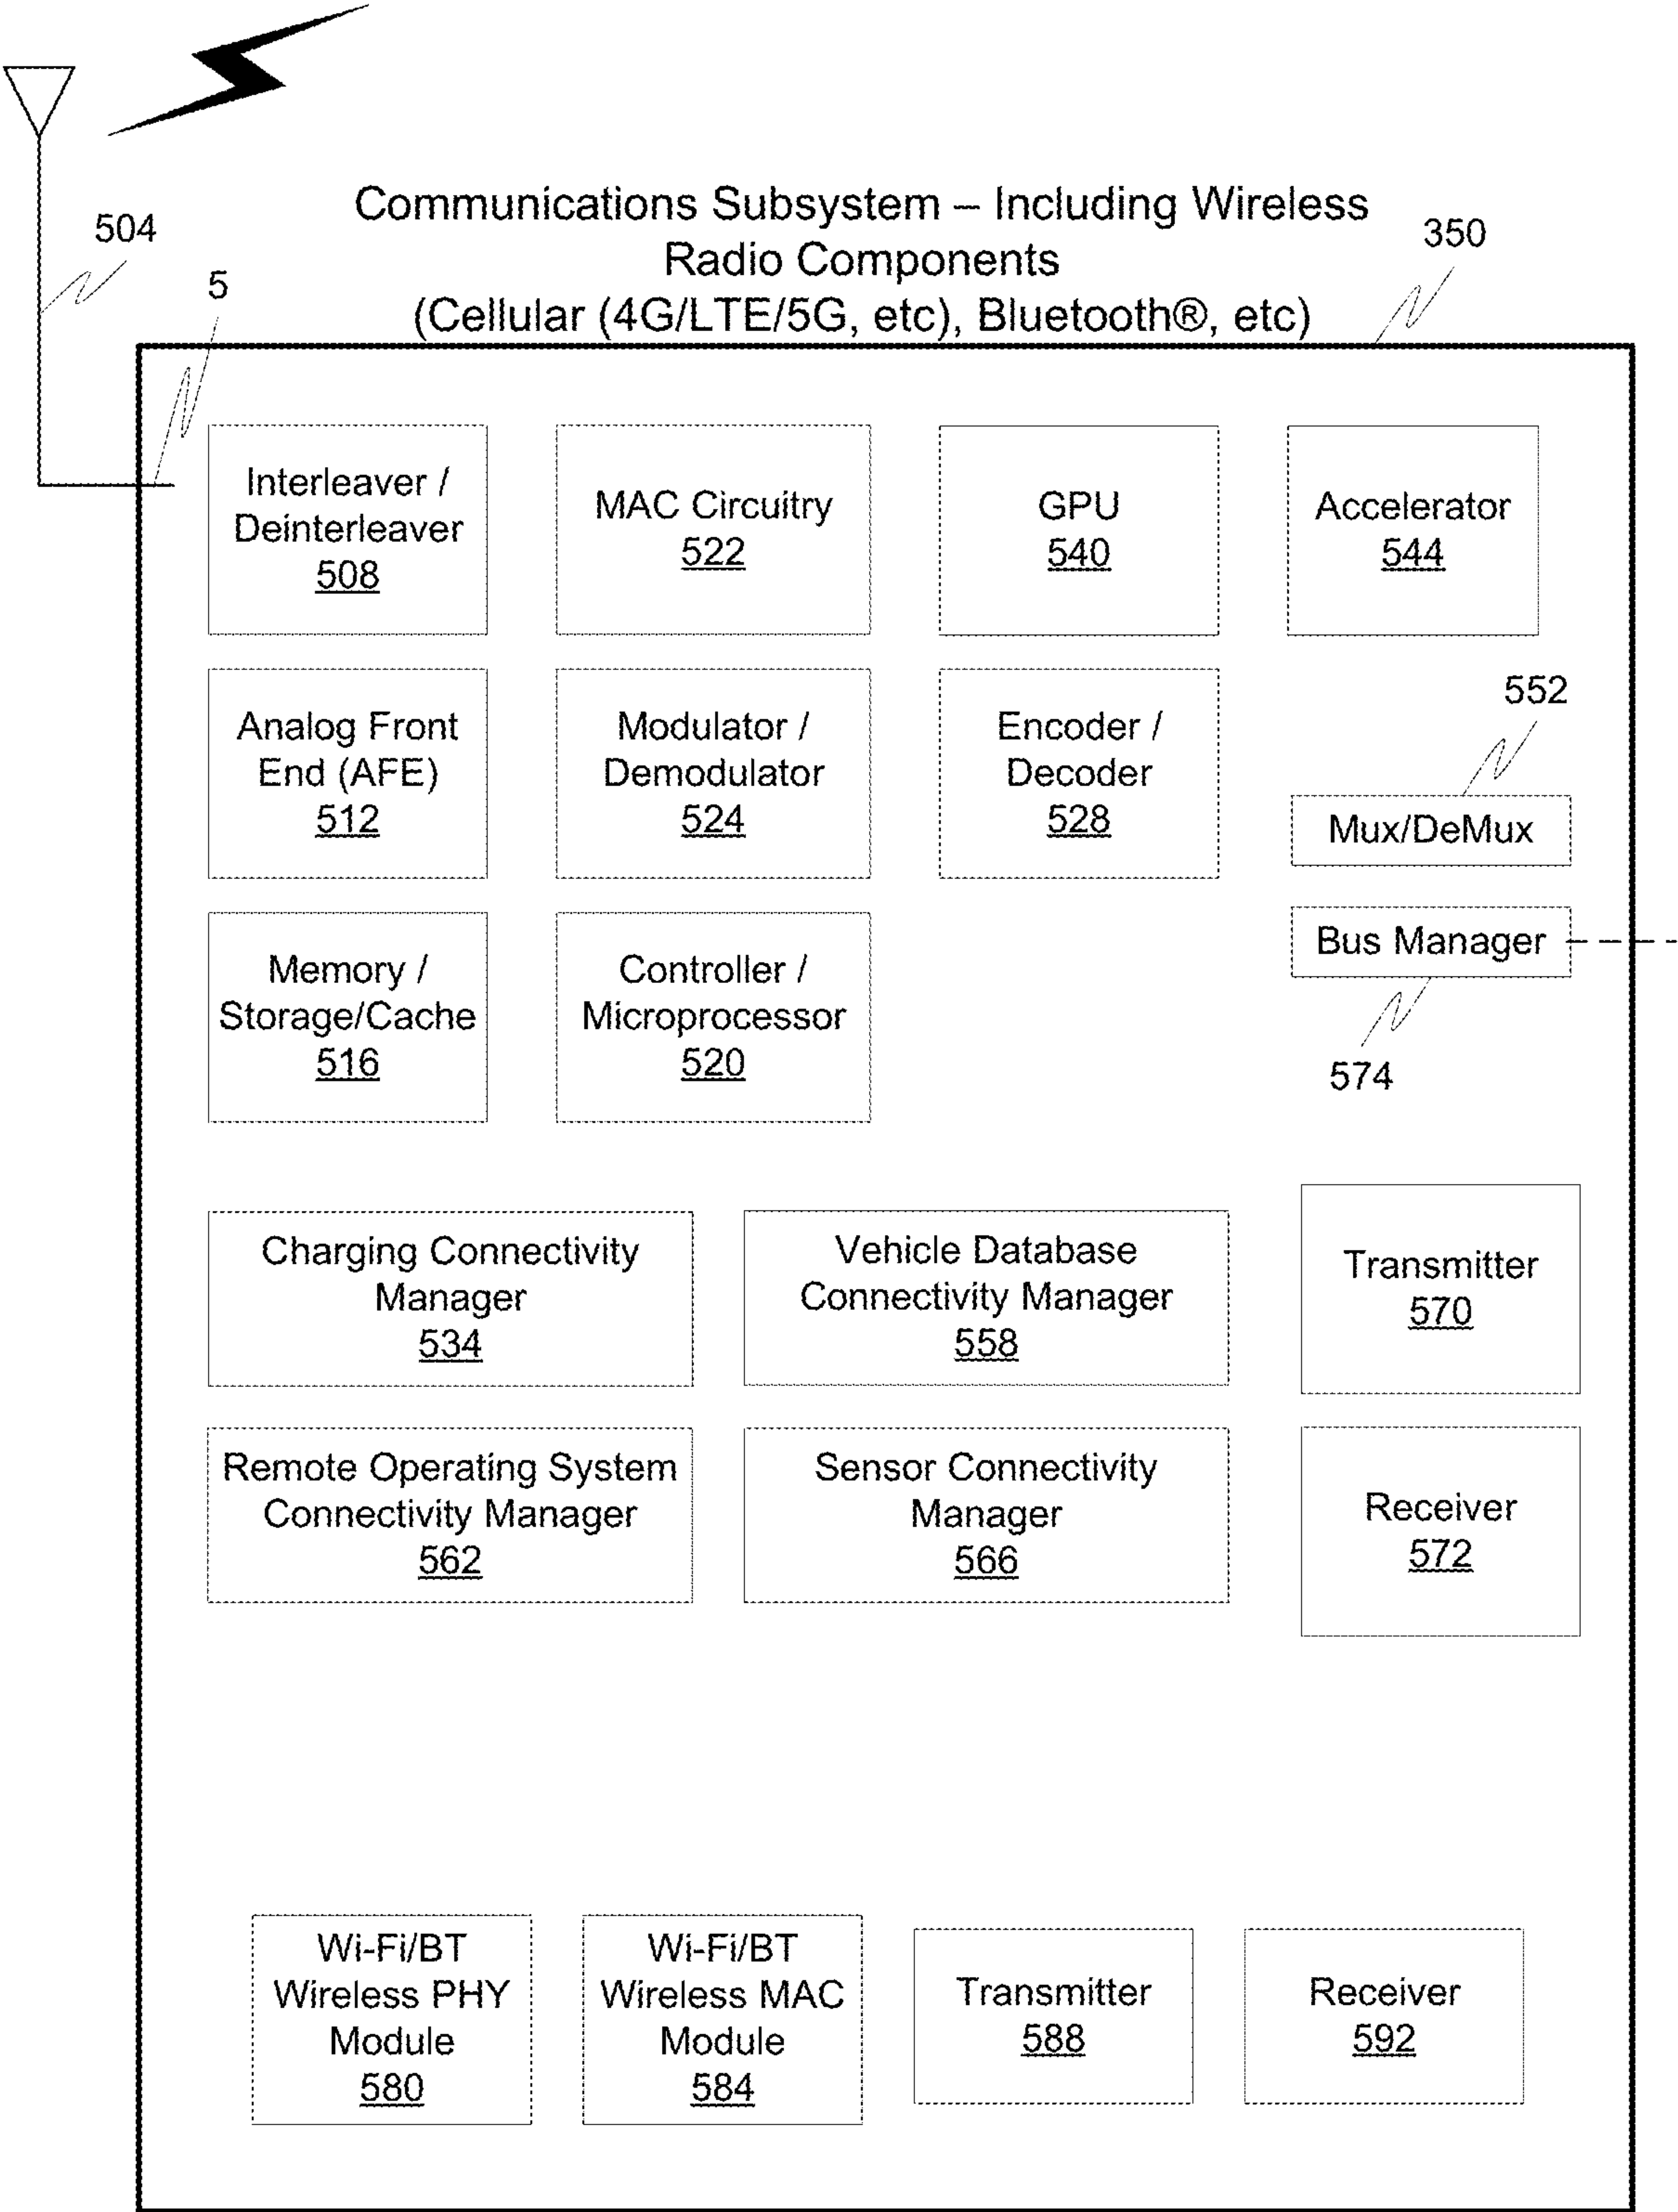 Communications Subsystem – Including Wireless
Radio Components
(Cellular (4G/LTE/5G, etc), Bluetooth®, etc)
504
5
350
Interleaver /
Deinterleaver
508
MAC Circuitry
522
GPU
540
Accelerator
544
Analog Front
End (AFE)
512
Modulator /
Demodulator
524
Encoder /
Decoder
528
552
Mux/DeMux
Bus Manager
574
Memory /
Storage/Cache
516
Controller /
Microprocessor
520
Charging Connectivity
Manager
534
Vehicle Database
Connectivity Manager
558
Transmitter
570
Remote Operating System
Connectivity Manager
562
Sensor Connectivity
Manager
566
Receiver
572
Wi-Fi/BT
Wireless PHY
Module
580
Wi-Fi/BT
Wireless MAC
Module
584
Transmitter
588
Receiver
592